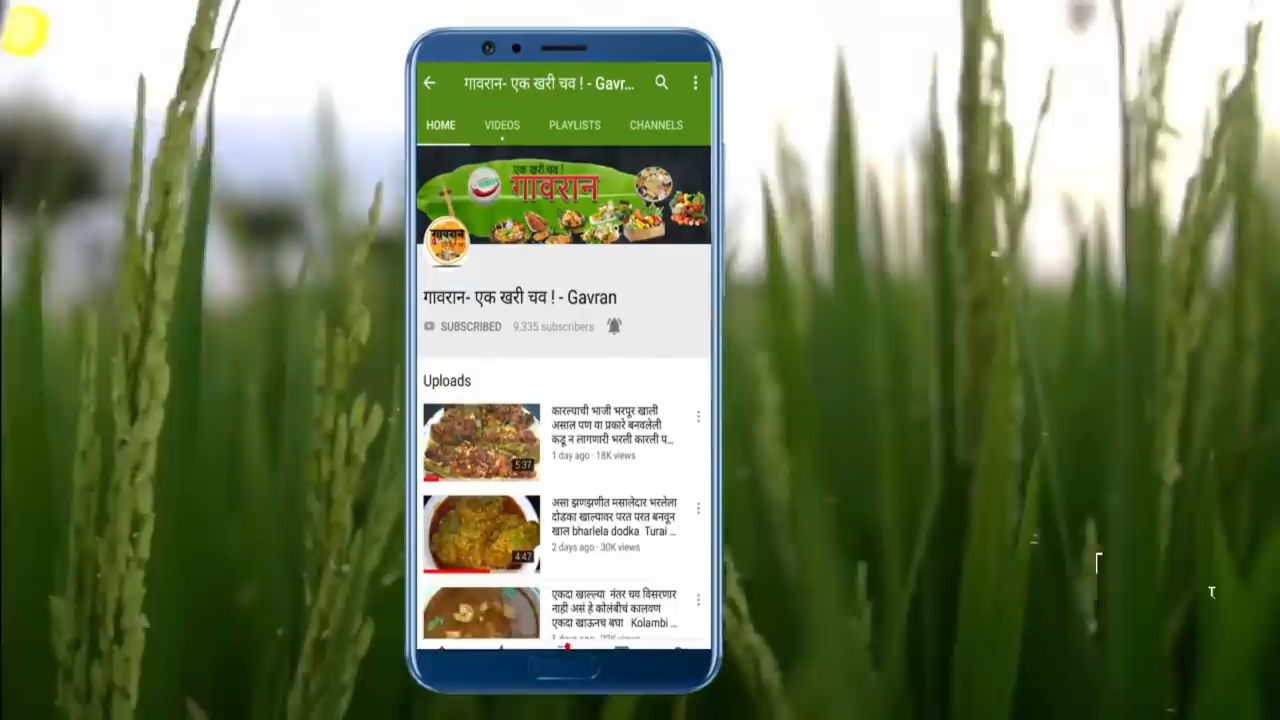 गावरान- एक खरी चव ! - Gavr...
HOME VIDEOS PLAYLISTS CHANNELS
एक खरी चव !
गावरान
गावरान
गावरान- एक खरी चव ! - Gavran
SUBSCRIBED 9,335 subscribers
Uploads
कारल्याची भाजी भरपूर खाली
असाल पण या प्रकारे बनवलेली
कडू न लागणारी भरली कारली प...
1 day ago · 18K views
5:37
असा झणझणीत मसालेदार भरलेला
दोडका खाल्यावर परत परत बनवून
खाल bharlela dodka Turai ...
2 days ago · 30K views
4:47
एकदा खाल्ल्या नंतर चव विसरणार
नाही असं हे कोलंबीचं कालवण
एकदा खाऊनच बघा Kolambi ...